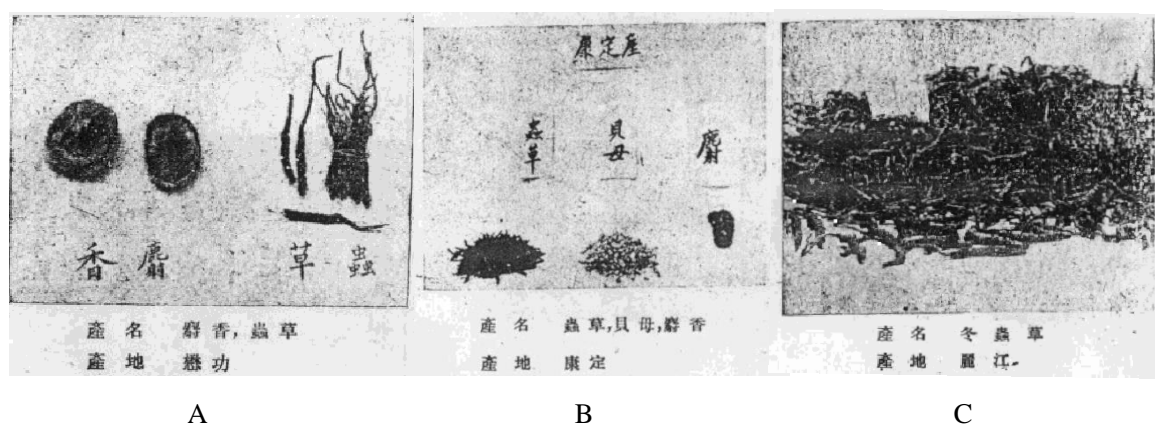 麝香
蟲草
產名 麝香,蟲草
產地 懋功
A
康定產
蟲草
貝母
麝
產名 蟲草,貝母,麝香
產地 康定
B
產名 冬蟲草
產地 麗江.
C